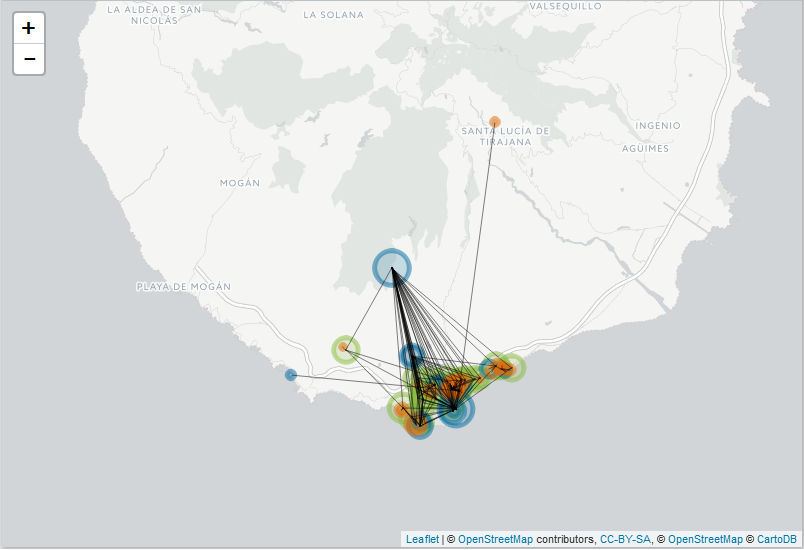 LA ALDEA DE SAN
NICOLÁS
LA SOLANA
VALSEQUILLO
+
−
SANTA LUCÍA DE
TIRAJANA
INGENIO
AGÜIMES
MOGÁN
PLAYA DE MOGÁN
Leaflet | © OpenStreetMap contributors, CC-BY-SA, © OpenStreetMap © CartoDB